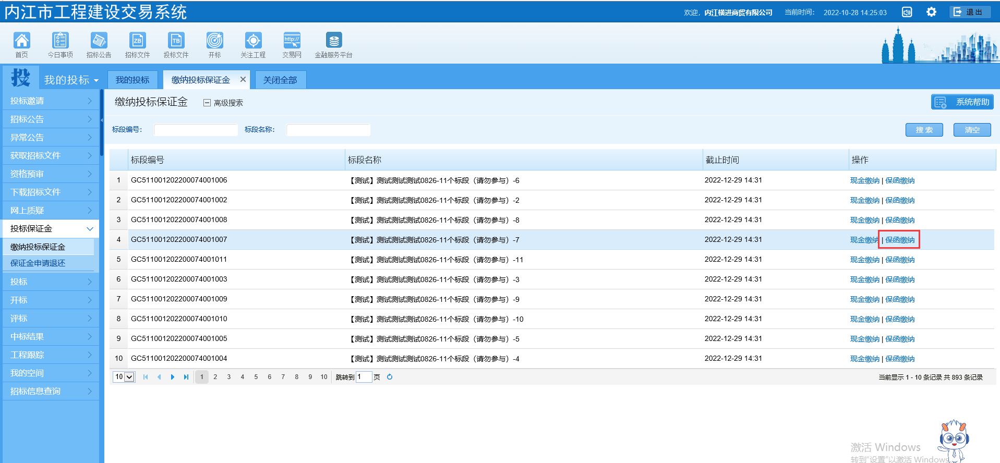 内江市工程建设交易系统
欢迎, 内江横进商贸有限公司 当前时间: 2022-10-28 14:25:03 退 出
首页 今日事项 招标公告 招标文件 投标文件 开标 关注工程 交易网 金融服务平台
ZB TB http://
投 我的投标 我的投标 缴纳投标保证金 关闭全部
投标邀请
招标公告
异常公告
获取招标文件
资格预审
下载招标文件
网上质疑
投标保证金
缴纳投标保证金
保证金申请退还
投标
开标
评标
中标结果
工程跟踪
我的空间
招标信息查询
缴纳投标保证金 高级搜索 系统帮助
标段编号: 标段名称: 搜 索 清空
标段编号 标段名称 截止时间 操作
1 GC511001202200074001006 【测试】测试测试测试0826-11个标段（请勿参与）-6 2022-12-29 14:31 现金缴纳 | 保函缴纳
2 GC511001202200074001002 【测试】测试测试测试0826-11个标段（请勿参与）-2 2022-12-29 14:31 现金缴纳 | 保函缴纳
3 GC511001202200074001008 【测试】测试测试测试0826-11个标段（请勿参与）-8 2022-12-29 14:31 现金缴纳 | 保函缴纳
4 GC511001202200074001007 【测试】测试测试测试0826-11个标段（请勿参与）-7 2022-12-29 14:31 现金缴纳 | 保函缴纳
5 GC511001202200074001011 【测试】测试测试测试0826-11个标段（请勿参与）-11 2022-12-29 14:31 现金缴纳 | 保函缴纳
6 GC511001202200074001003 【测试】测试测试测试0826-11个标段（请勿参与）-3 2022-12-29 14:31 现金缴纳 | 保函缴纳
7 GC511001202200074001009 【测试】测试测试测试0826-11个标段（请勿参与）-9 2022-12-29 14:31 现金缴纳 | 保函缴纳
8 GC511001202200074001010 【测试】测试测试测试0826-11个标段（请勿参与）-10 2022-12-29 14:31 现金缴纳 | 保函缴纳
9 GC511001202200074001005 【测试】测试测试测试0826-11个标段（请勿参与）-5 2022-12-29 14:31 现金缴纳 | 保函缴纳
10 GC511001202200074001004 【测试】测试测试测试0826-11个标段（请勿参与）-4 2022-12-29 14:31 现金缴纳 | 保函缴纳
10 1 2 3 4 5 6 7 8 9 10 跳转到 1 页 当前显示 1 - 10 条记录 共 893 条记录
激活 Windows
转到"设置"以激活 Windows